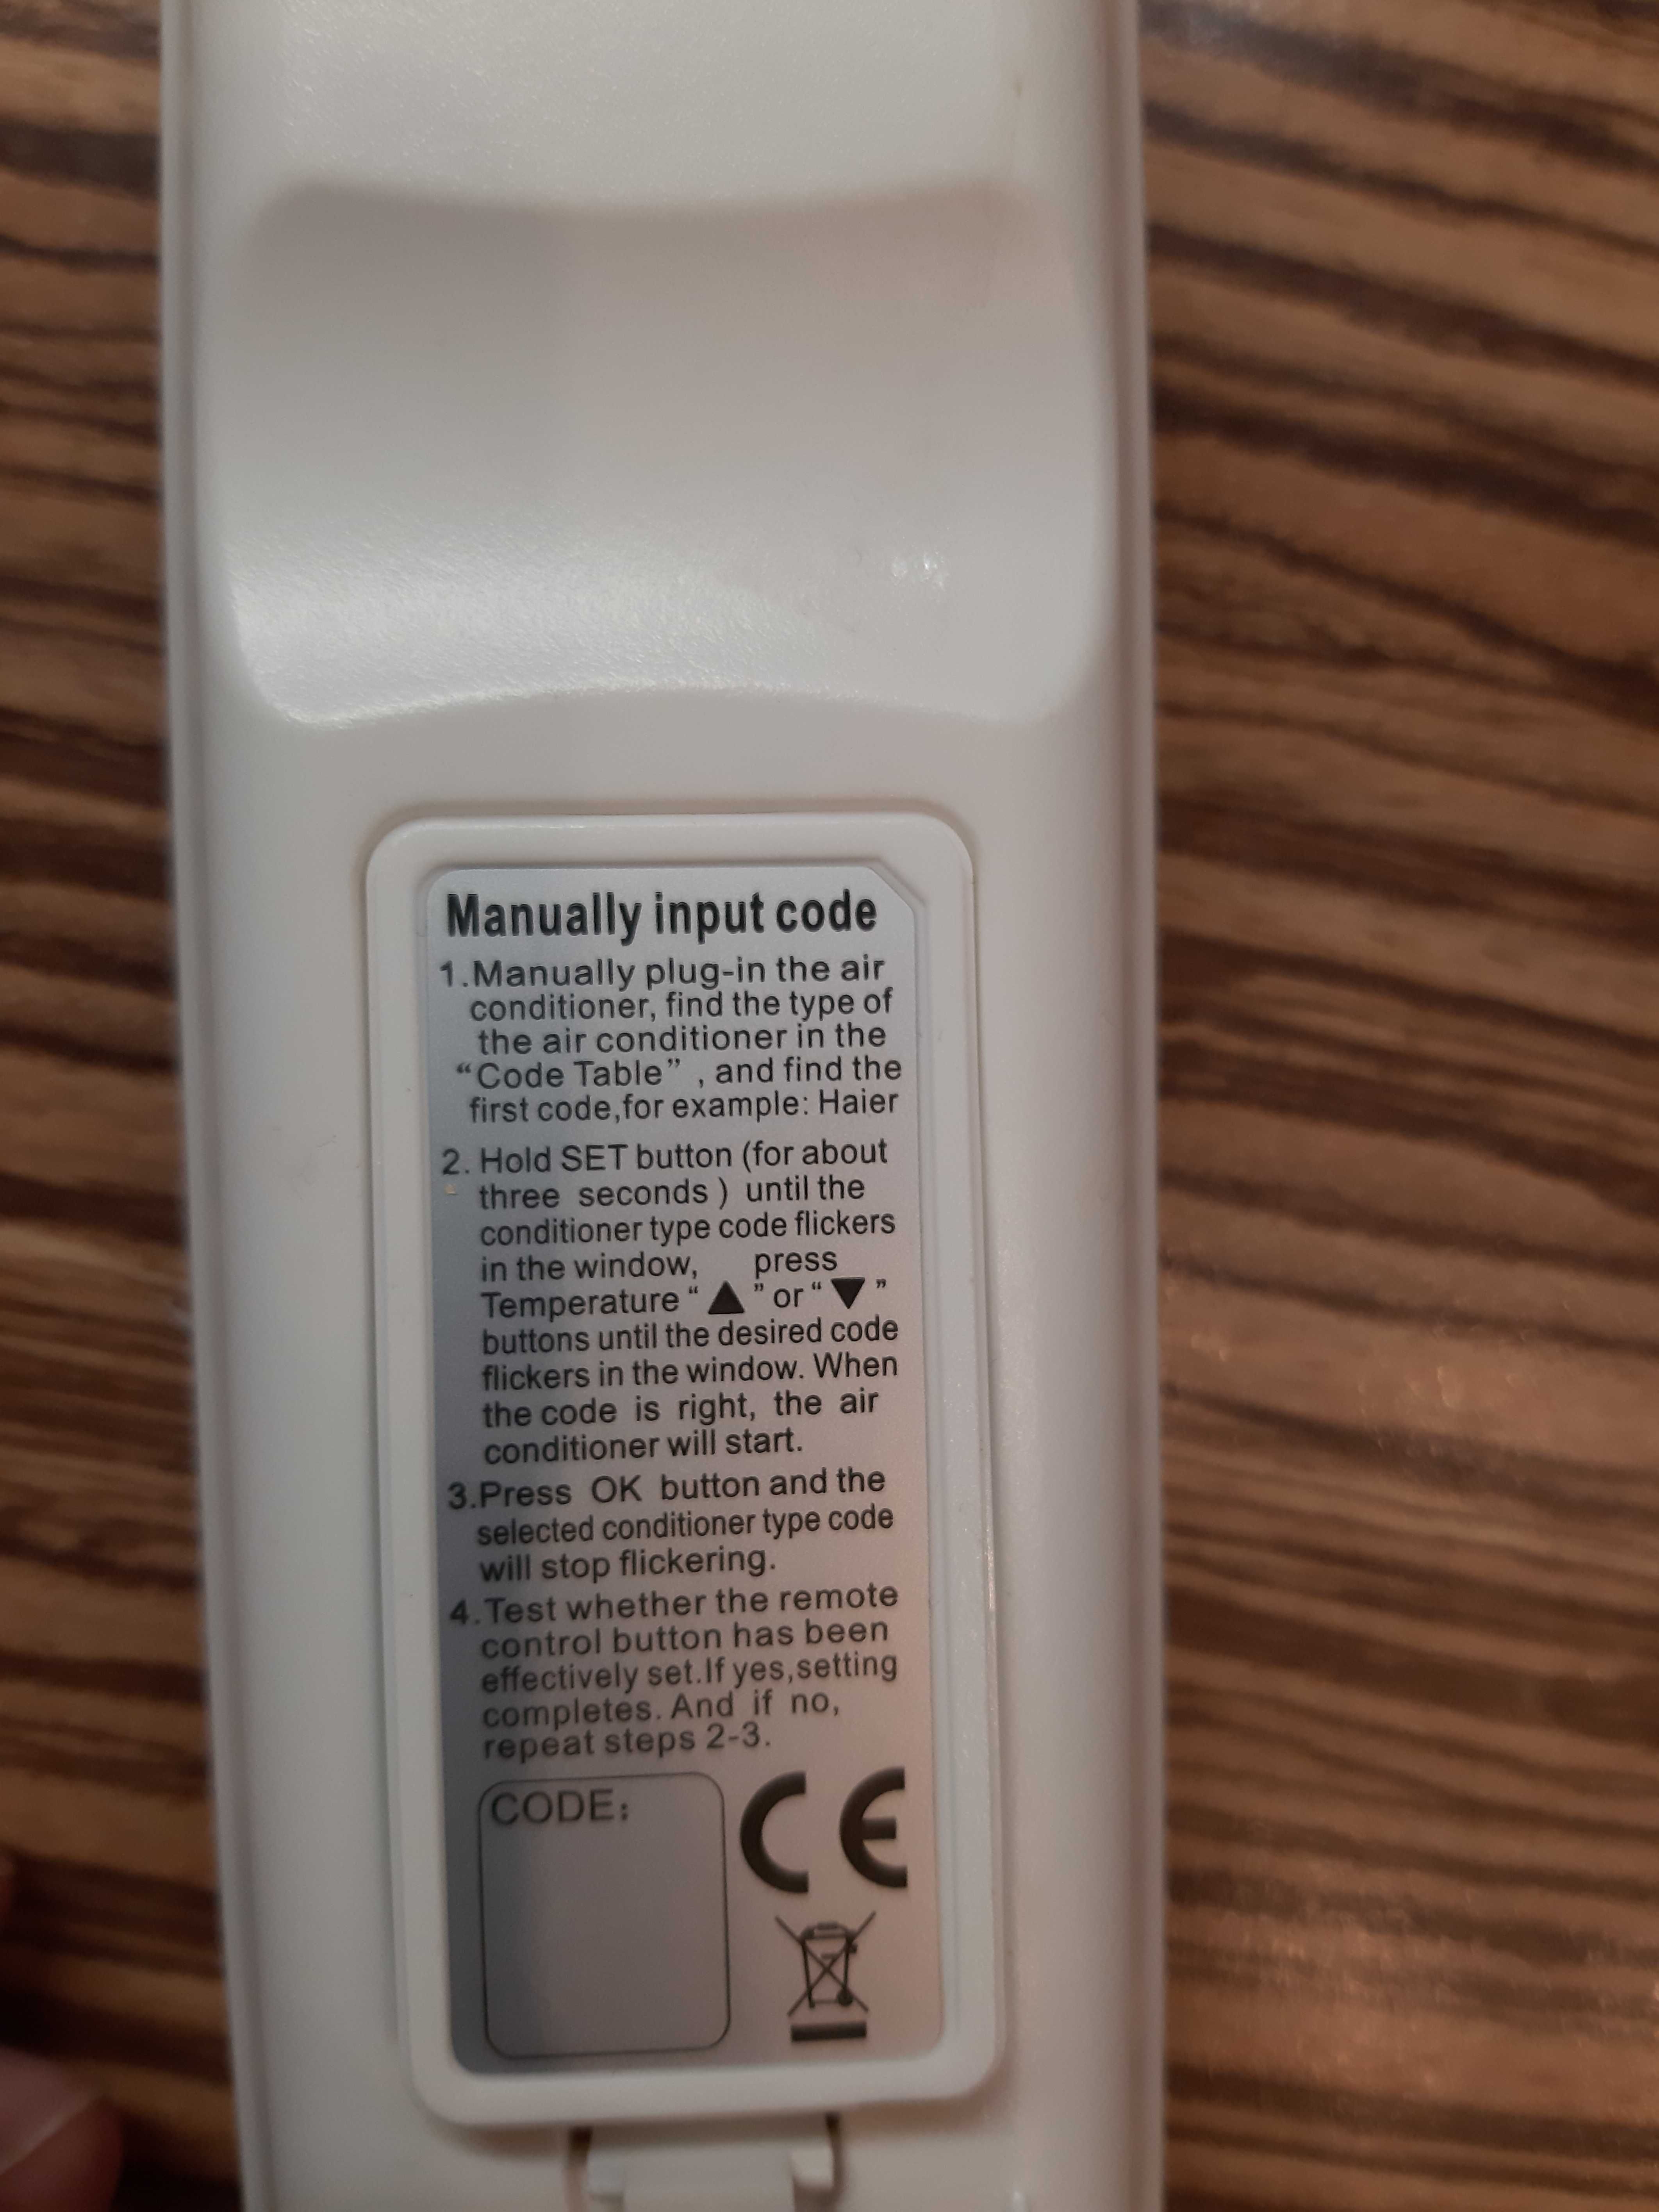 Manually input code
1.Manually plug-in the air
conditioner, find the type of
the air conditioner in the
“Code Table” , and find the
first code,for example: Haier
2. Hold SET button (for about
three seconds ) until the
conditioner type code flickers
in the window, press
Temperature “ ▲ ” or “ ▼ ”
buttons until the desired code
flickers in the window. When
the code is right, the air
conditioner will start.
3.Press OK button and the
selected conditioner type code
will stop flickering.
4.Test whether the remote
control button has been
effectively set.If yes,setting
completes. And if no,
repeat steps 2-3.
CODE:
CE